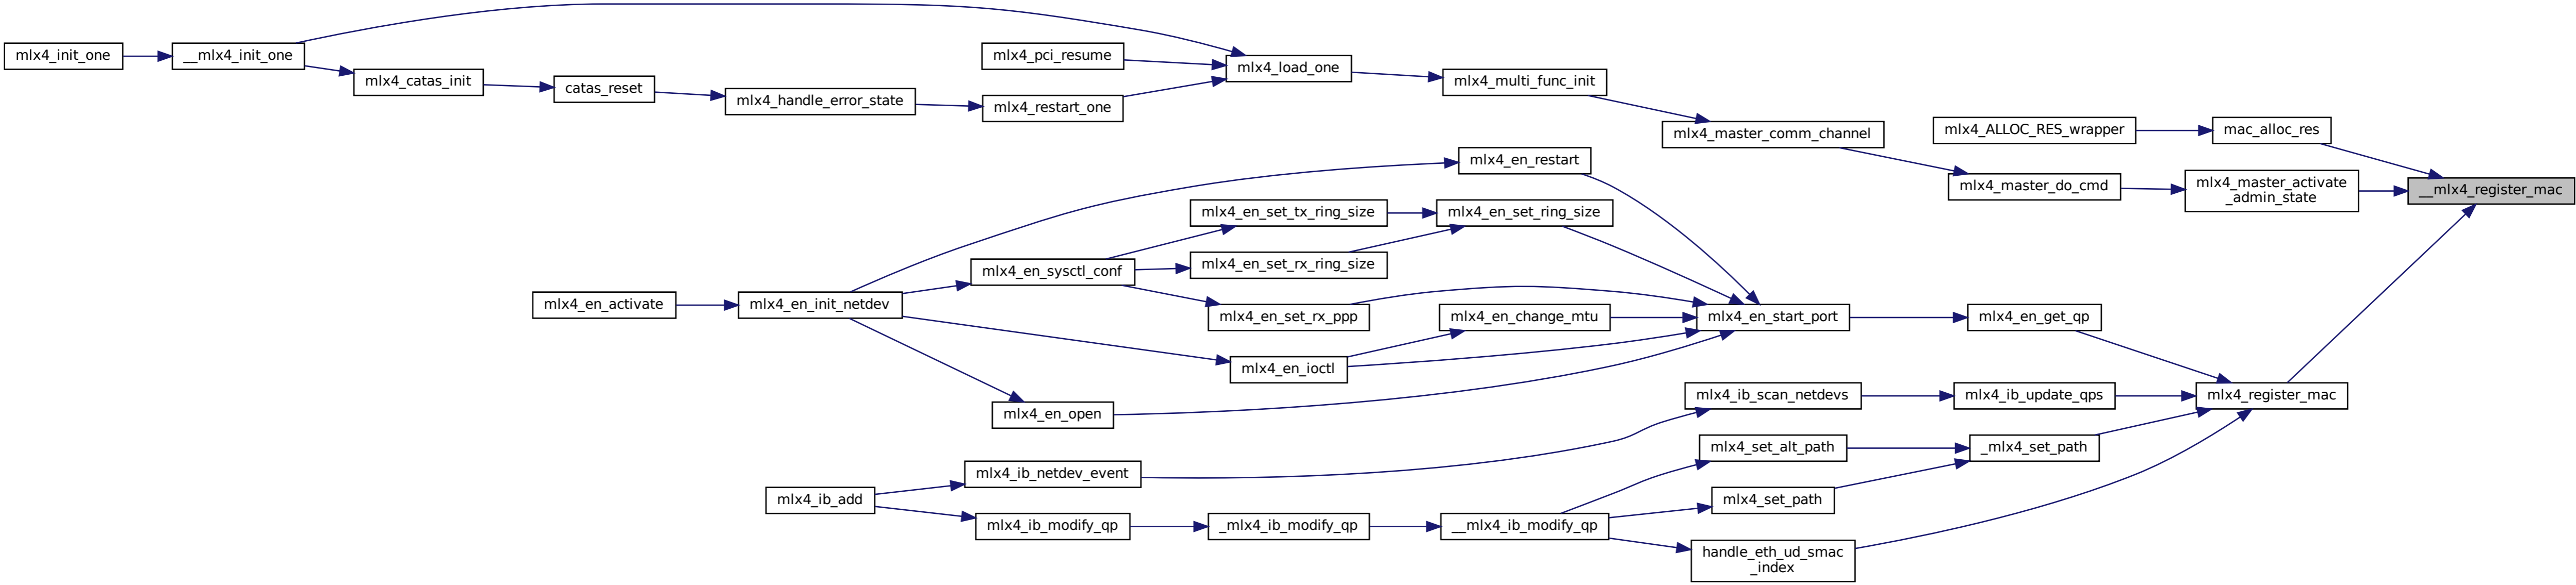 mlx4_init_one
__mlx4_init_one
mlx4_catas_init
catas_reset
mlx4_handle_error_state
mlx4_pci_resume
mlx4_restart_one
mlx4_load_one
mlx4_multi_func_init
mlx4_master_comm_channel
mlx4_ALLOC_RES_wrapper
mac_alloc_res
mlx4_master_do_cmd
mlx4_master_activate
_admin_state
__mlx4_register_mac
mlx4_en_restart
mlx4_en_set_tx_ring_size
mlx4_en_set_ring_size
mlx4_en_sysctl_conf
mlx4_en_set_rx_ring_size
mlx4_en_activate
mlx4_en_init_netdev
mlx4_en_set_rx_ppp
mlx4_en_change_mtu
mlx4_en_start_port
mlx4_en_get_qp
mlx4_en_ioctl
mlx4_en_open
mlx4_ib_scan_netdevs
mlx4_ib_update_qps
mlx4_register_mac
mlx4_set_alt_path
_mlx4_set_path
mlx4_ib_netdev_event
mlx4_ib_add
mlx4_set_path
mlx4_ib_modify_qp
_mlx4_ib_modify_qp
__mlx4_ib_modify_qp
handle_eth_ud_smac
_index